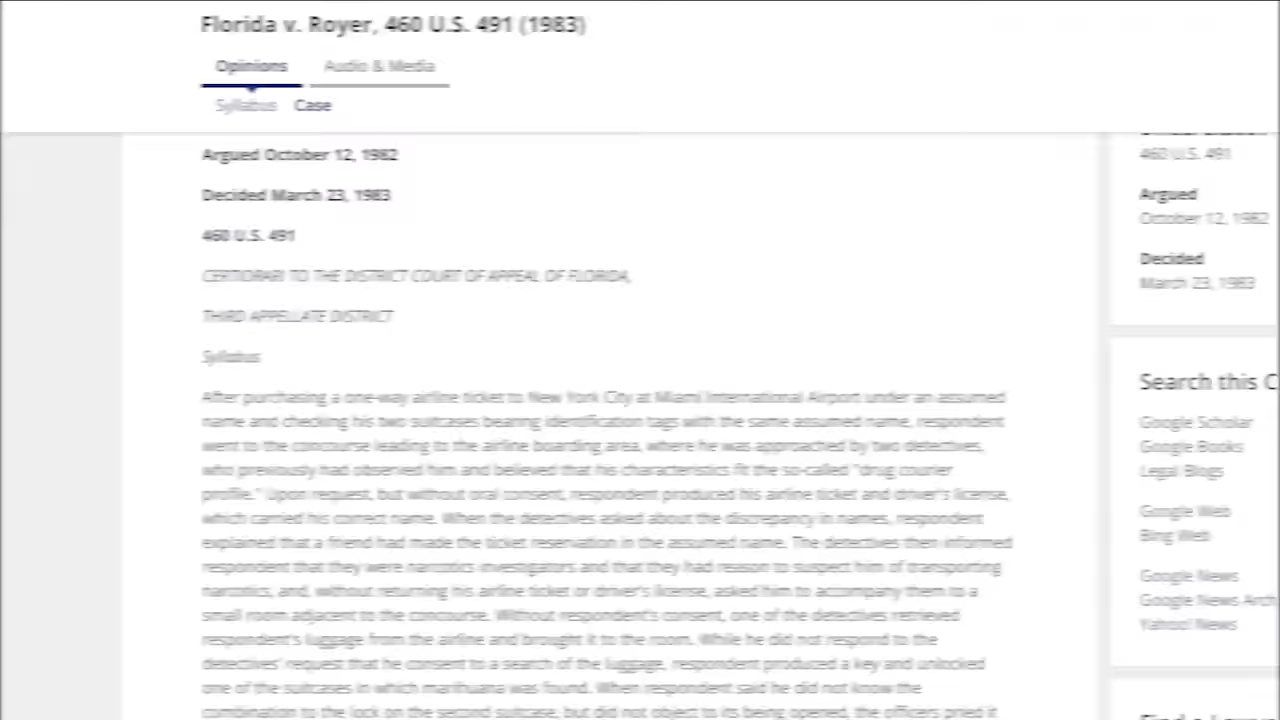 Florida v. Royer, 460 U.S. 491 (1983)
Opinions
Audio & Media
Syllabus
Case
Argued October 12, 1982
Decided March 23, 1983
460 U.S. 491
CERTIORARI TO THE DISTRICT COURT OF APPEAL OF FLORIDA,
THIRD APPELLATE DISTRICT
Syllabus
After purchasing a one-way airline ticket to New York City at Miami International Airport under an assumed
name and checking his two suitcases bearing identification tags with the same assumed name, respondent
went to the concourse leading to the airline boarding area, where he was approached by two detectives,
who previously had observed him and believed that his characteristics fit the so-called "drug courier
profile." Upon request, but without oral consent, respondent produced his airline ticket and driver's license,
which carried his correct name. When the detectives asked about the discrepancy in names, respondent
explained that a friend had made the ticket reservation in the assumed name. The detectives then informed
respondent that they were narcotics investigators and that they had reason to suspect him of transporting
narcotics, and, without returning his airline ticket or driver's license, asked him to accompany them to a
small room adjacent to the concourse. Without respondent's consent, one of the detectives retrieved
respondent's luggage from the airline and brought it to the room. While he did not respond to the
detectives' request that he consent to a search of the luggage, respondent produced a key and unlocked
one of the suitcases in which marihuana was found. When respondent said he did not know the
combination to the lock on the second suitcase, but did not object to its being opened, the officers pried it
460 U.S. 491
Argued
October 12, 1982
Decided
March 23, 1983
Search this C
Google Scholar
Google Books
Legal Blogs
Google Web
Bing Web
Google News
Google News Arch
Yahoo! News